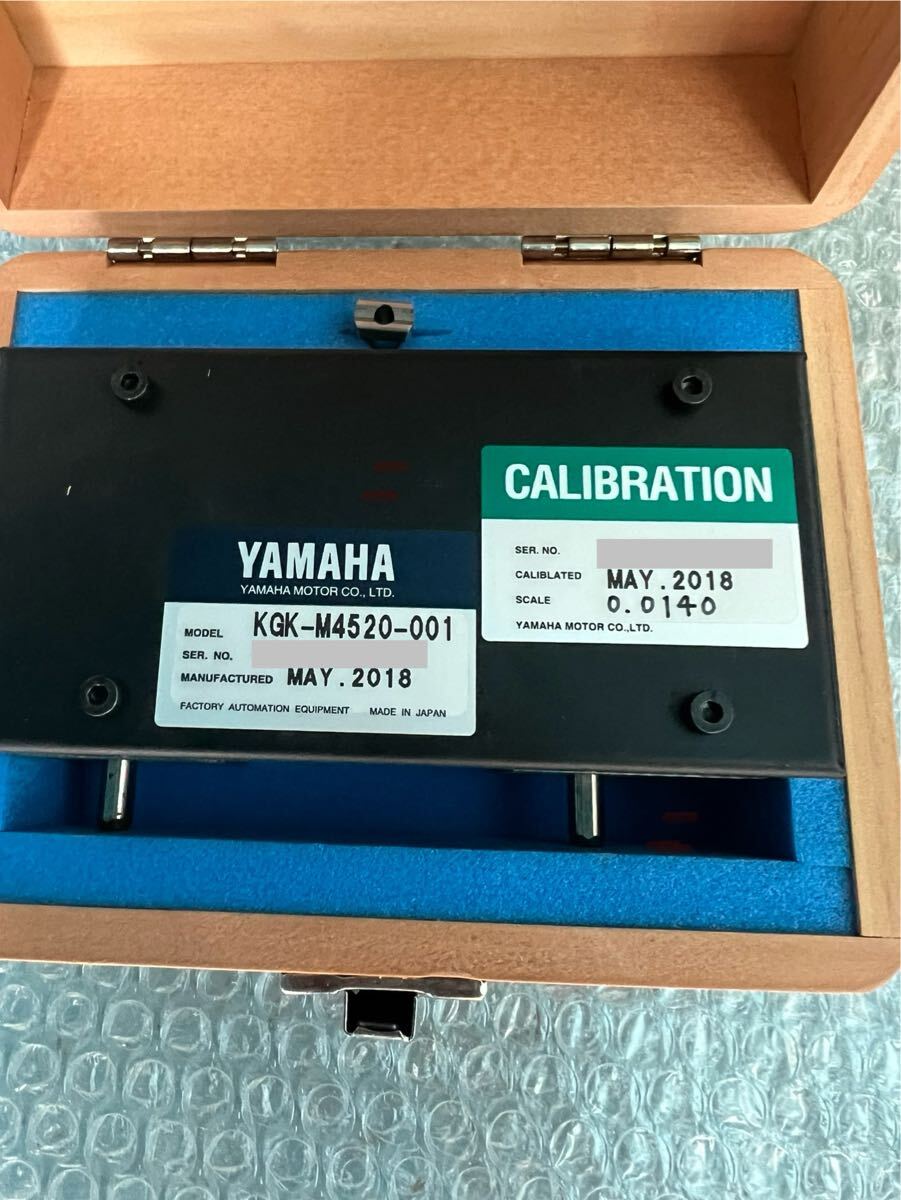 CALIBRATION
SER. NO.
CALIBLATED MAY.2018
SCALE 0.0140
YAMAHA MOTOR CO.,LTD.
YAMAHA
YAMAHA MOTOR CO., LTD.
MODEL KGK-M4520-001
SER. NO.
MANUFACTURED MAY.2018
FACTORY AUTOMATION EQUIPMENT MADE IN JAPAN